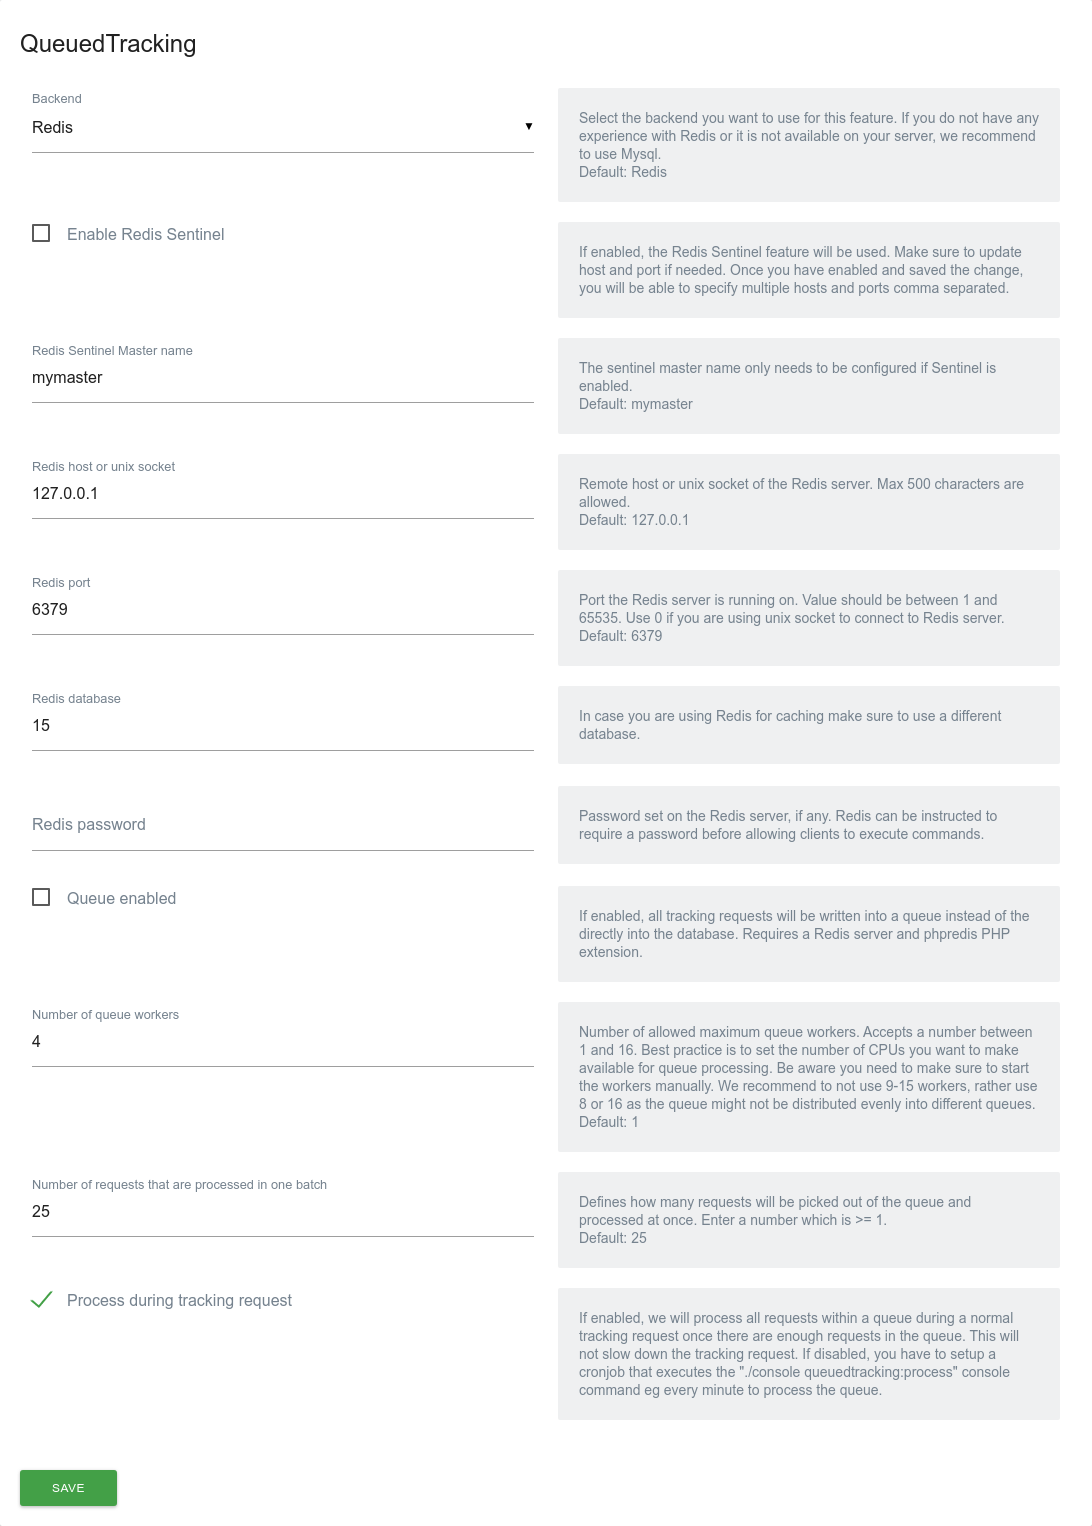 QueuedTracking
Backend
Redis
Select the backend you want to use for this feature. If you do not have any
experience with Redis or it is not available on your server, we recommend
to use Mysql.
Default: Redis
Enable Redis Sentinel
If enabled, the Redis Sentinel feature will be used. Make sure to update
host and port if needed. Once you have enabled and saved the change,
you will be able to specify multiple hosts and ports comma separated.
Redis Sentinel Master name
mymaster
The sentinel master name only needs to be configured if Sentinel is
enabled.
Default: mymaster
Redis host or unix socket
127.0.0.1
Remote host or unix socket of the Redis server. Max 500 characters are
allowed.
Default: 127.0.0.1
Redis port
6379
Port the Redis server is running on. Value should be between 1 and
65535. Use 0 if you are using unix socket to connect to Redis server.
Default: 6379
Redis database
15
In case you are using Redis for caching make sure to use a different
database.
Redis password
Password set on the Redis server, if any. Redis can be instructed to
require a password before allowing clients to execute commands.
Queue enabled
If enabled, all tracking requests will be written into a queue instead of the
directly into the database. Requires a Redis server and phpredis PHP
extension.
Number of queue workers
4
Number of allowed maximum queue workers. Accepts a number between
1 and 16. Best practice is to set the number of CPUs you want to make
available for queue processing. Be aware you need to make sure to start
the workers manually. We recommend to not use 9-15 workers, rather use
8 or 16 as the queue might not be distributed evenly into different queues.
Default: 1
Number of requests that are processed in one batch
25
Defines how many requests will be picked out of the queue and
processed at once. Enter a number which is >= 1.
Default: 25
Process during tracking request
If enabled, we will process all requests within a queue during a normal
tracking request once there are enough requests in the queue. This will
not slow down the tracking request. If disabled, you have to setup a
cronjob that executes the "./console queuedtracking:process" console
command eg every minute to process the queue.
SAVE